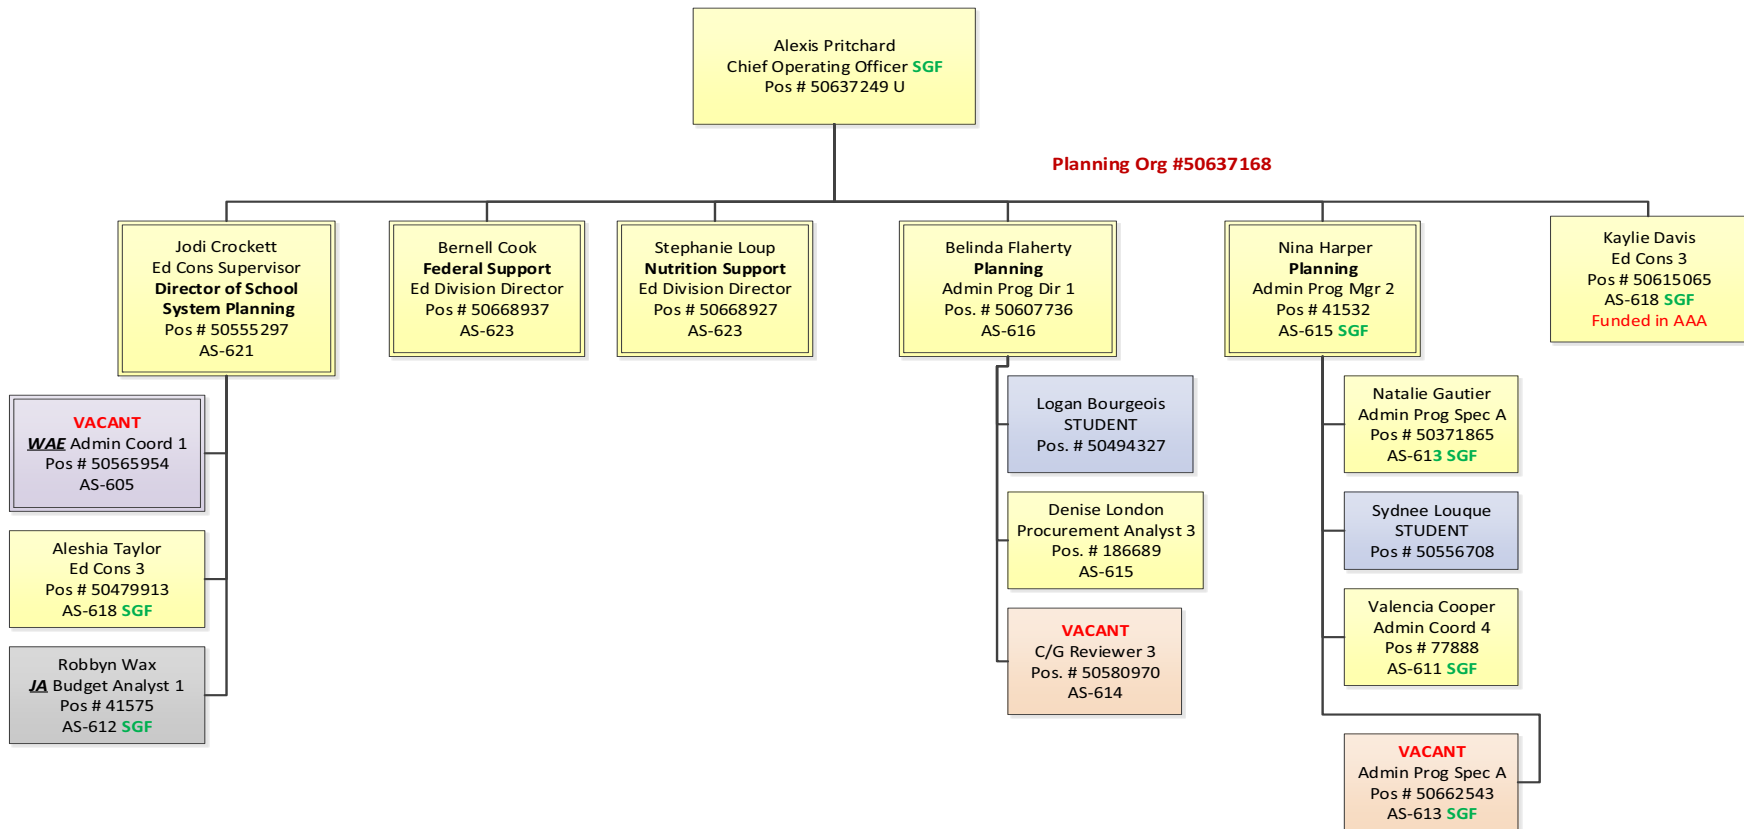 Alexis Pritchard
Chief Operating Officer SGF
Pos # 50637249 U
Planning Org #50637168
Jodi Crockett
Ed Cons Supervisor
Director of School
System Planning
Pos # 50555297
AS-621
Bernell Cook
Federal Support
Ed Division Director
Pos # 50668937
AS-623
Stephanie Loup
Nutrition Support
Ed Division Director
Pos # 50668927
AS-623
Belinda Flaherty
Planning
Admin Prog Dir 1
Pos. # 50607736
AS-616
Nina Harper
Planning
Admin Prog Mgr 2
Pos # 41532
AS-615 SGF
Kaylie Davis
Ed Cons 3
Pos # 50615065
AS-618 SGF
Funded in AAA
VACANT
WAE Admin Coord 1
Pos # 50565954
AS-605
Aleshia Taylor
Ed Cons 3
Pos # 50479913
AS-618 SGF
Robbyn Wax
JA Budget Analyst 1
Pos # 41575
AS-612 SGF
Logan Bourgeois
STUDENT
Pos. # 50494327
Denise London
Procurement Analyst 3
Pos. # 186689
AS-615
VACANT
C/G Reviewer 3
Pos. # 50580970
AS-614
Natalie Gautier
Admin Prog Spec A
Pos # 50371865
AS-613 SGF
Sydnee Louque
STUDENT
Pos # 50556708
Valencia Cooper
Admin Coord 4
Pos # 77888
AS-611 SGF
VACANT
Admin Prog Spec A
Pos # 50662543
AS-613 SGF